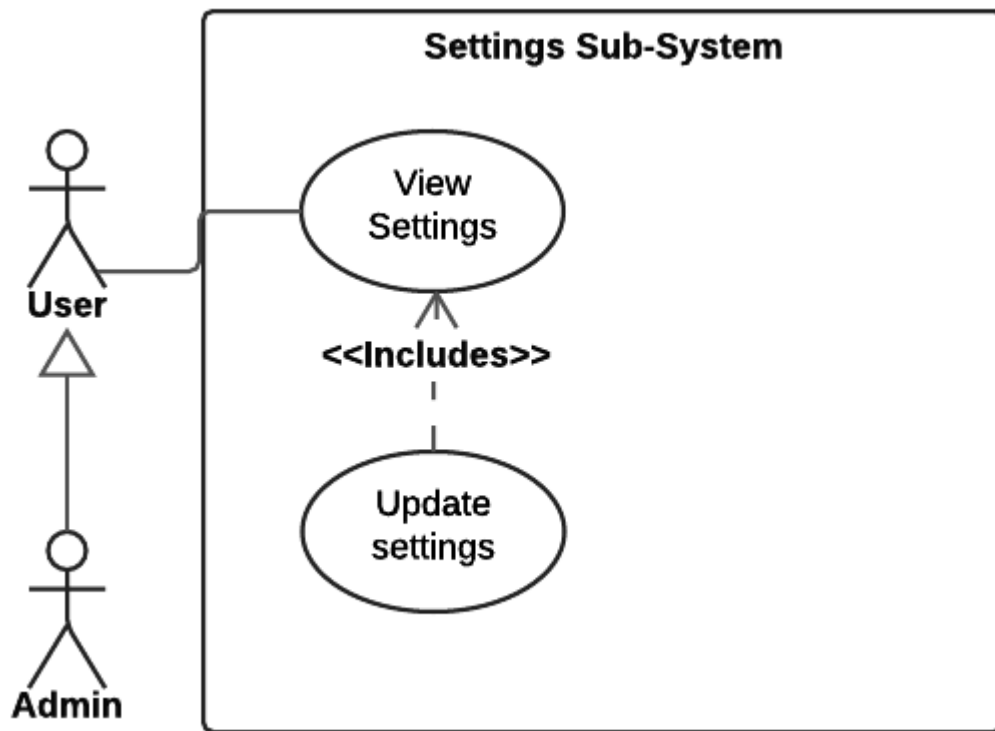 Settings Sub-System
View
Settings
User
<<Includes>>
Update
settings
Admin